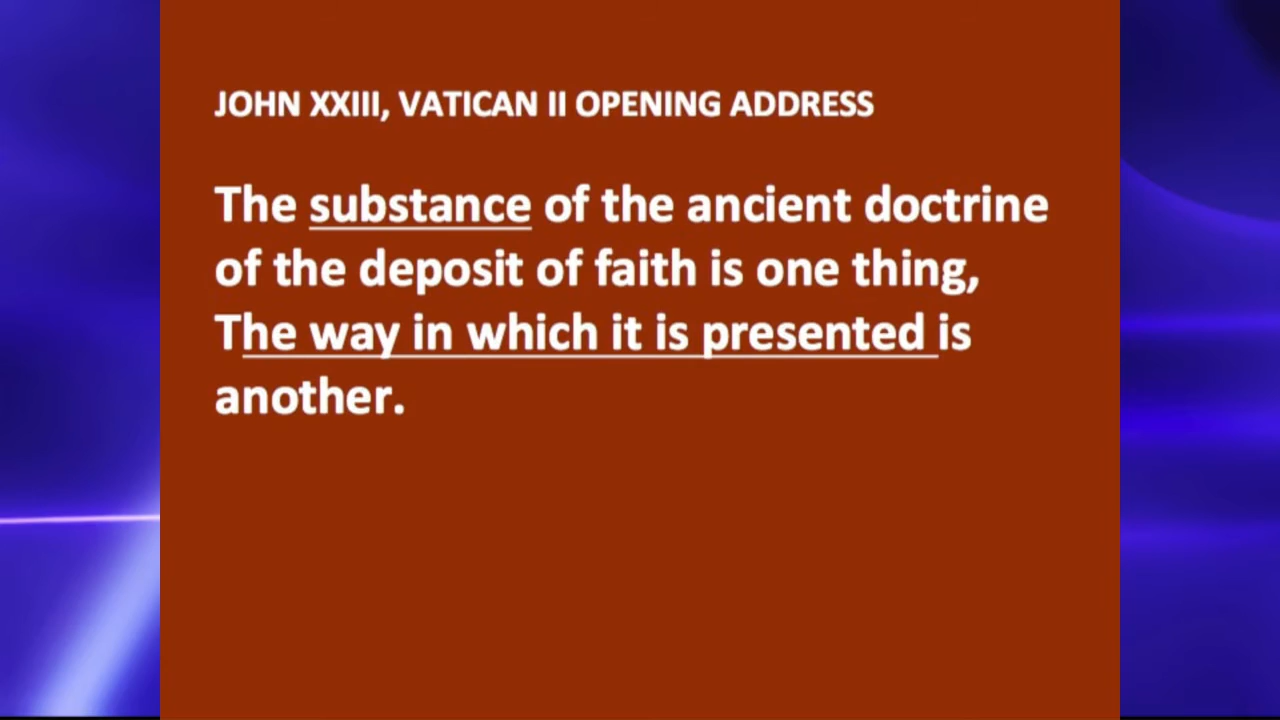 JOHN XXIII, VATICAN II OPENING ADDRESS
The substance of the ancient doctrine
of the deposit of faith is one thing,
The way in which it is presented is
another.